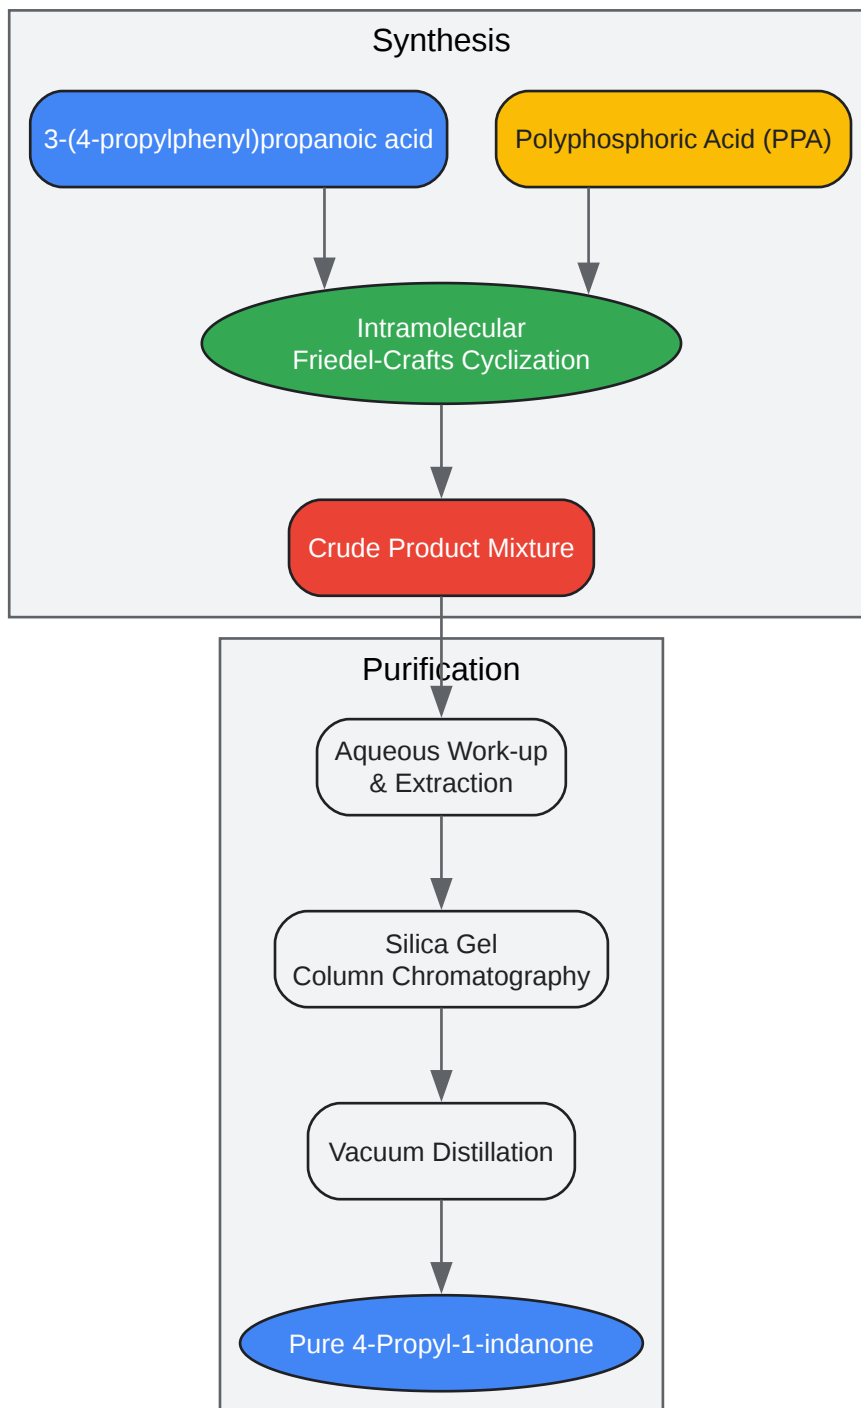 Synthesis
3-(4-propylphenyl)propanoic acid
Polyphosphoric Acid (PPA)
Intramolecular
Friedel-Crafts Cyclization
Crude Product Mixture
Purification
Aqueous Work-up
& Extraction
Silica Gel
Column Chromatography
Vacuum Distillation
Pure 4-Propyl-1-indanone